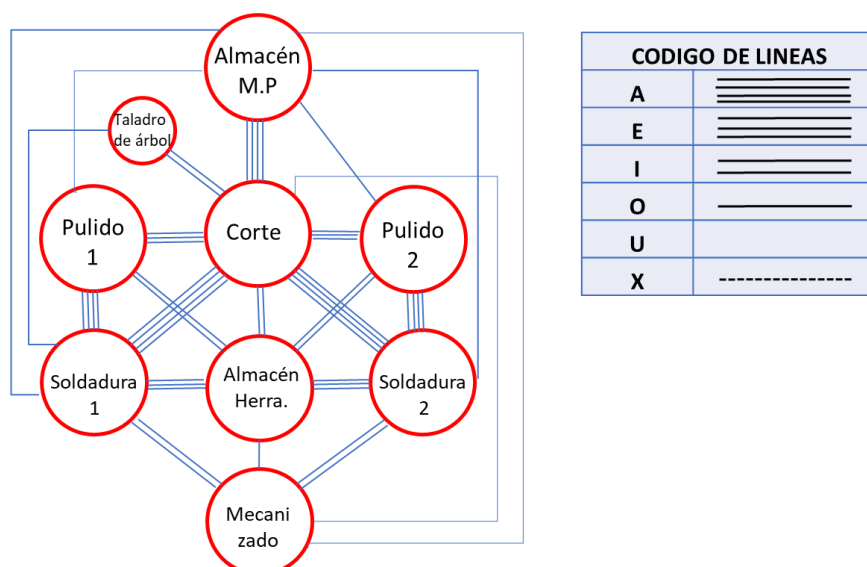 Almacén
M.P
Taladro
de árbol
Pulido
1
Corte
Pulido
2
Soldadura
1
Almacén
Herra.
Soldadura
2
Mecani
zado
CODIGO DE LINEAS
A
E
I
O
U
X